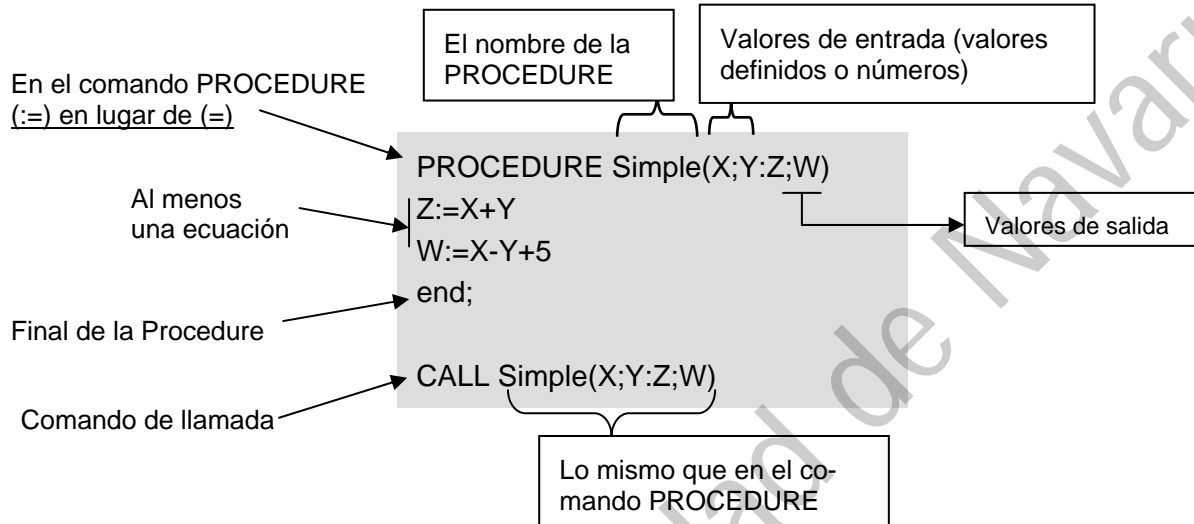 El nombre de la
PROCEDURE
Valores de entrada (valores
definidos o números)
En el comando PROCEDURE
(:=) en lugar de (=)
PROCEDURE Simple(X;Y:Z;W)
Al menos
una ecuación
Z:=X+Y
W:=X-Y+5
Valores de salida
end;
Final de la Procedure
CALL Simple(X;Y:Z;W)
Comando de llamada
Lo mismo que en el co-
mando PROCEDURE
de